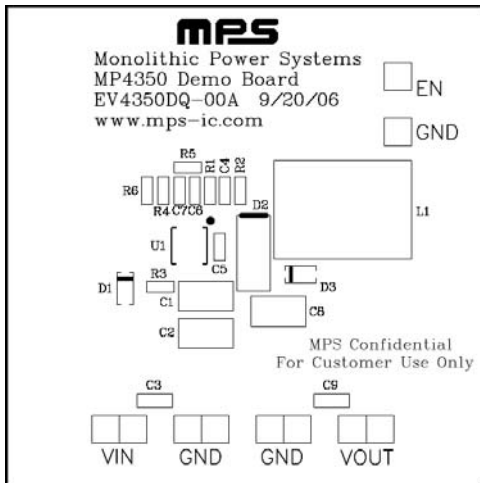 mps
Monolithic Power Systems
MP4350 Demo Board
EV4350DQ-00A 9/20/06
www.mps-ic.com
EN
GND
R5
R1
C4
R2
R6
R4
C7
C6
D2
L1
U1
C5
D1
R3
D3
C1
C8
C2
MPS Confidential
For Customer Use Only
C3
C9
VIN
GND
GND
VOUT